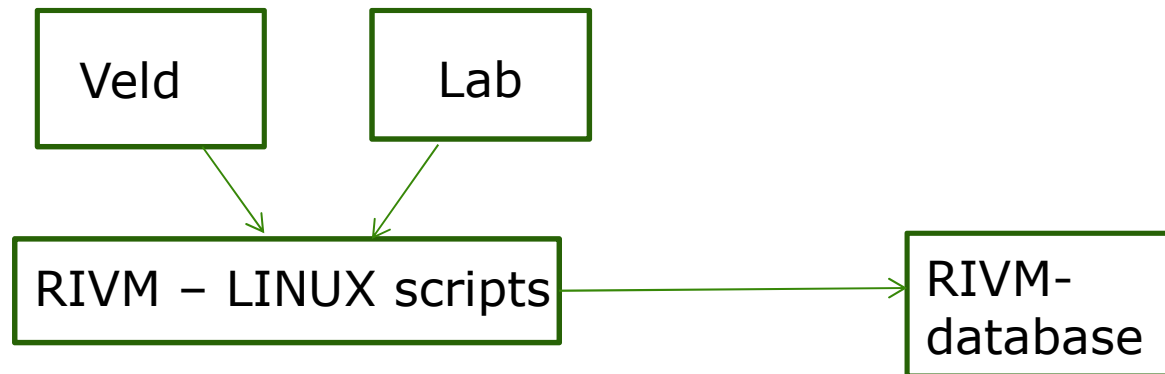 Veld
Lab
RIVM – LINUX scripts
RIVM-
database